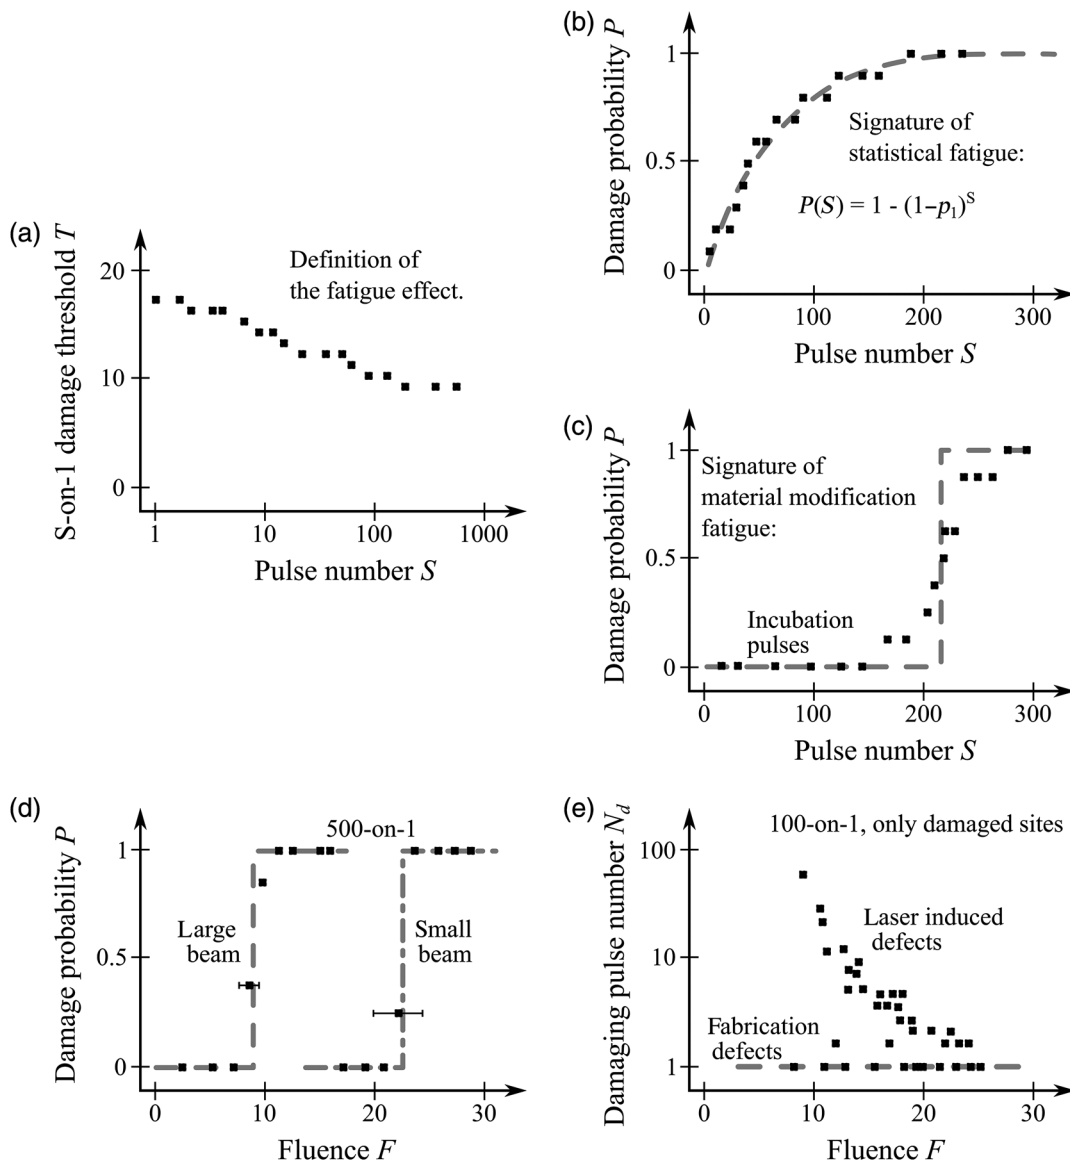 (a)
S-on-1 damage threshold T
20
10
0
Definition of
the fatigue effect.
1
10
100
1000
Pulse number S
(b)
Damage probability P
1
0.5
0
Signature of
statistical fatigue:
P(S) = 1 - (1–p₁)ˢ
0
100
200
300
Pulse number S
(c)
Damage probability P
1
0.5
0
Signature of
material modification
fatigue:
Incubation
pulses
0
100
200
300
Pulse number S
(d)
Damage probability P
1
0.5
0
500-on-1
Large
beam
Small
beam
0
10
20
30
Fluence F
(e)
Damaging pulse number N_d
100
10
1
100-on-1, only damaged sites
Laser induced
defects
Fabrication
defects
0
10
20
30
Fluence F